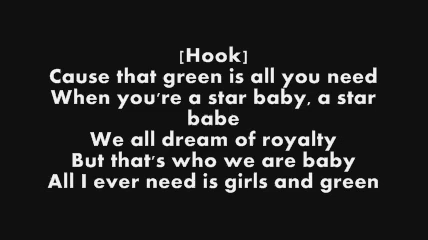 [Hook]
Cause that green is all you need
When you're a star baby, a star
babe
We all dream of royalty
But that's who we are baby
All I ever need is girls and green